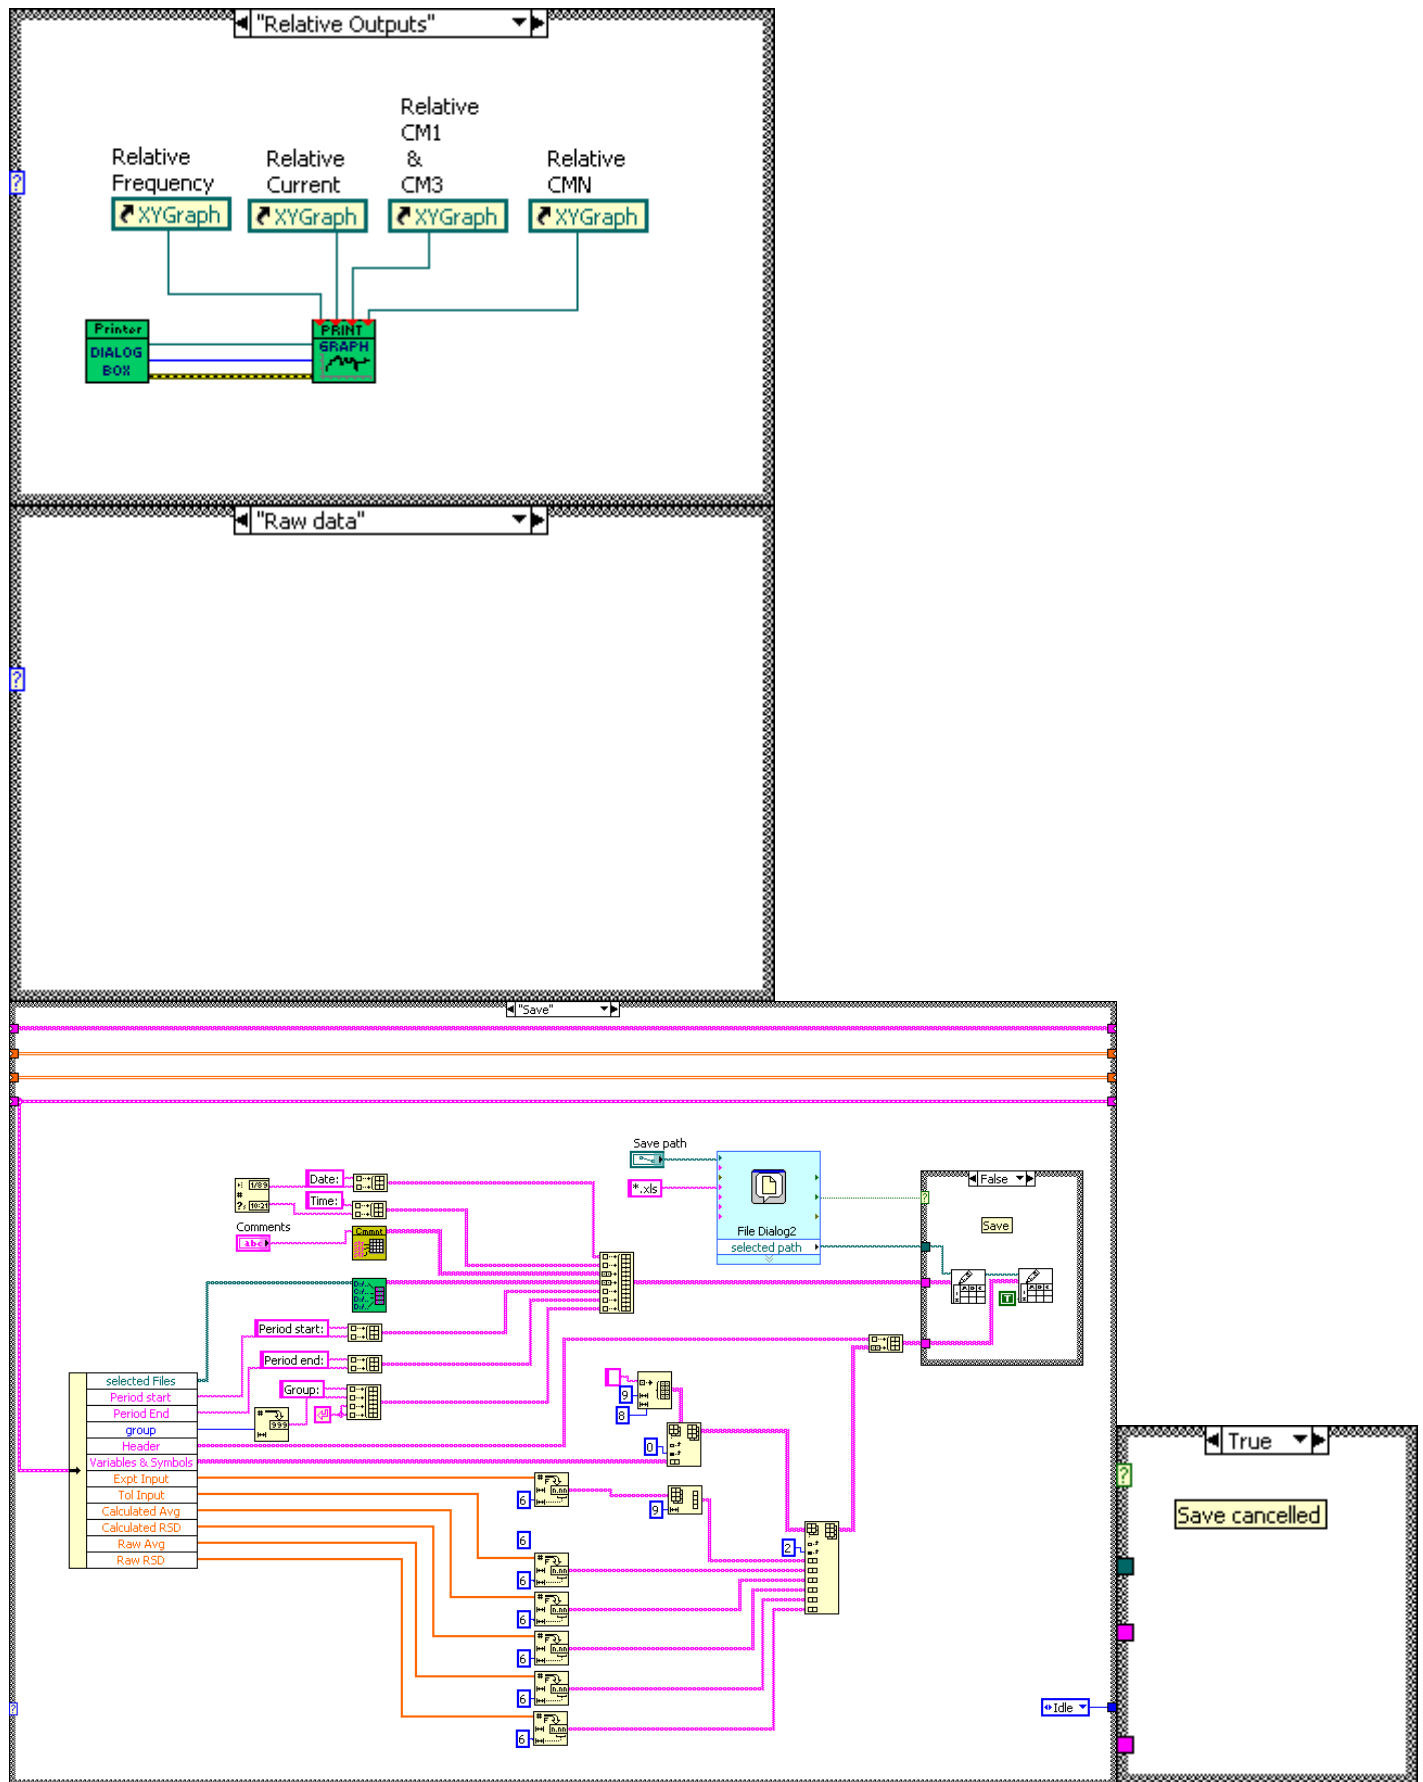 "Relative Outputs"
Relative
Frequency
XYGraph
Relative
Current
XYGraph
Relative
CM1
&
CM3
XYGraph
Relative
CMN
XYGraph
Printer
DIALOG
BOX
PRINT
GRAPH
?
"Raw data"
?
"Save"
Save path
*.xls
File Dialog2
selected path
False
?
Save
T
Date:
Time:
Comments
abc
Cmmnt
Period start:
Period end:
Group:
selected Files
Period start
Period End
group
Header
Variables & Symbols
Expt Input
Tol Input
Calculated Avg
Calculated RSD
Raw Avg
Raw RSD
999
9
8
0
6
9
6
6
6
6
6
6
2
Idle
?
True
?
Save cancelled